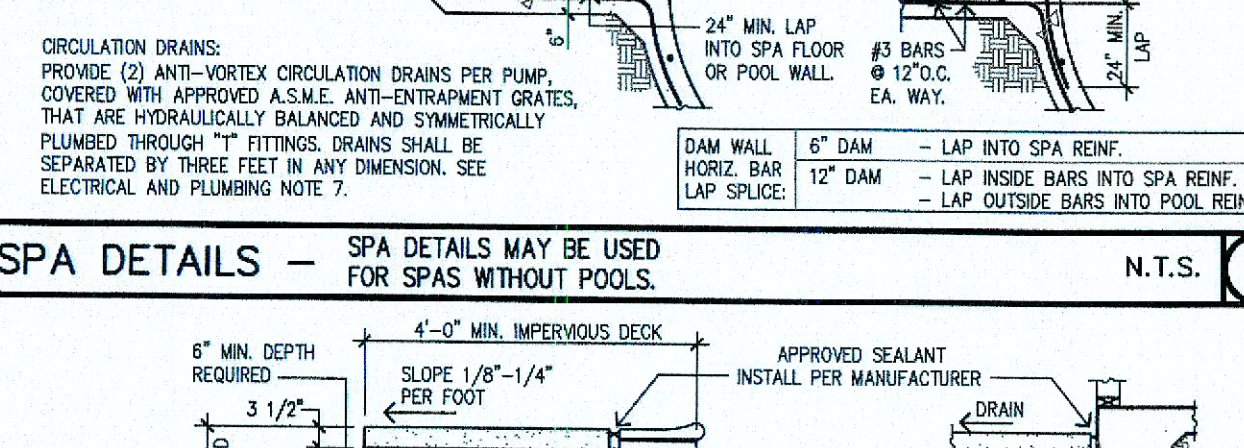 6"
24" MIN. LAP
INTO SPA FLOOR
OR POOL WALL.
#3 BARS
@ 12"O.C.
EA. WAY.
24" MIN.
LAP
CIRCULATION DRAINS:
PROVIDE (2) ANTI-VORTEX CIRCULATION DRAINS PER PUMP,
COVERED WITH APPROVED A.S.M.E. ANTI-ENTRAPMENT GRATES,
THAT ARE HYDRAULICALLY BALANCED AND SYMMETRICALLY
PLUMBED THROUGH "T" FITTINGS. DRAINS SHALL BE
SEPARATED BY THREE FEET IN ANY DIMENSION. SEE
ELECTRICAL AND PLUMBING NOTE 7.
DAM WALL
HORIZ. BAR
LAP SPLICE:
6" DAM - LAP INTO SPA REINF.
12" DAM - LAP INSIDE BARS INTO SPA REINF.
- LAP OUTSIDE BARS INTO POOL REIN
SPA DETAILS -
SPA DETAILS MAY BE USED
FOR SPAS WITHOUT POOLS.
N.T.S.
4'-0" MIN. IMPERVIOUS DECK
6" MIN. DEPTH
REQUIRED
3 1/2"
SLOPE 1/8"-1/4"
PER FOOT
APPROVED SEALANT
INSTALL PER MANUFACTURER
DRAIN